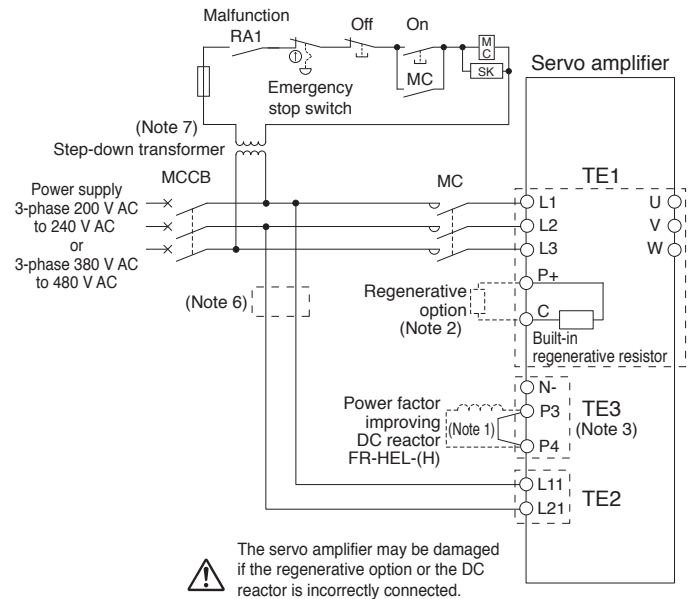 Malfunction
RA1
Off
On
MC
SK
MC
Emergency
stop switch
Servo amplifier
(Note 7)
Step-down transformer
MCCB
MC
TE1
Power supply
3-phase 200 V AC
to 240 V AC
or
3-phase 380 V AC
to 480 V AC
L1
L2
L3
U
V
W
P+
C
(Note 6)
Regenerative
option
(Note 2)
Built-in
regenerative resistor
N-
P3
P4
TE3
(Note 3)
Power factor
improving
DC reactor
FR-HEL-(H)
(Note 1)
L11
L21
TE2
The servo amplifier may be damaged
if the regenerative option or the DC
reactor is incorrectly connected.